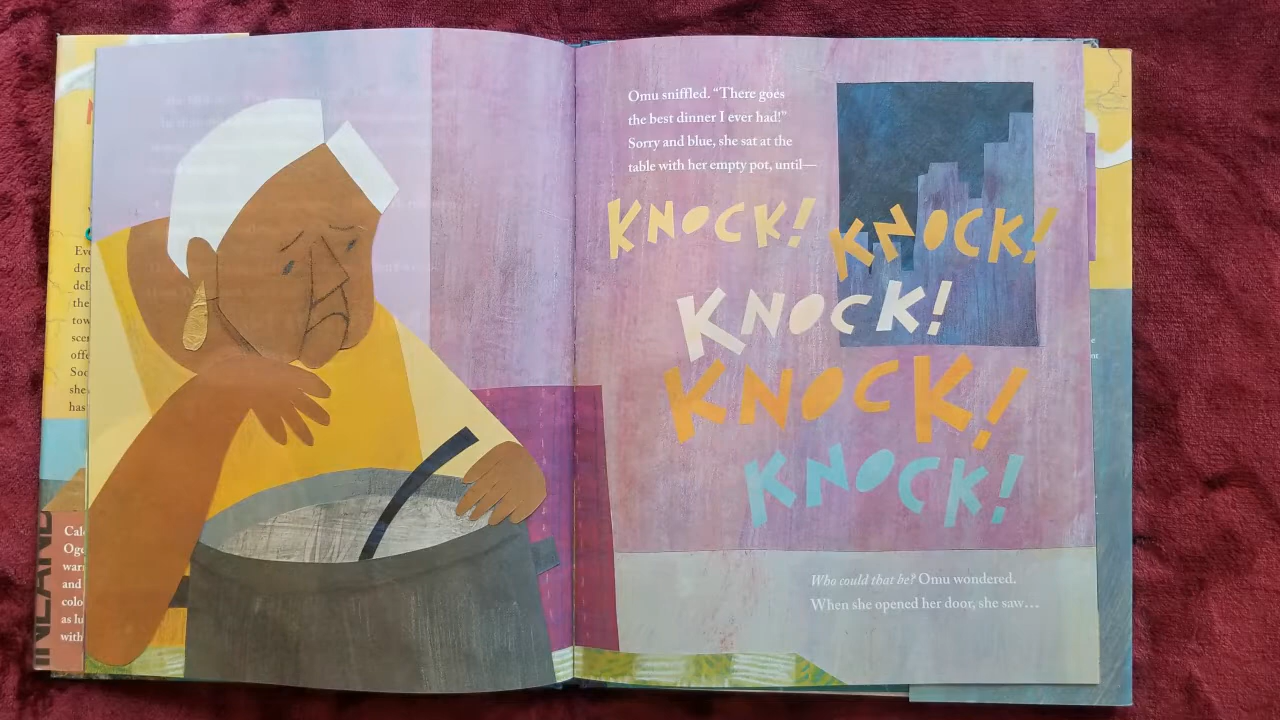 Omu sniffled. “There goes
the best dinner I ever had!”
Sorry and blue, she sat at the
table with her empty pot, until—
KNOCK! KNOCK!
KNOCK!
KNOCK!
KNOCK!
Who could that be? Omu wondered.
When she opened her door, she saw…